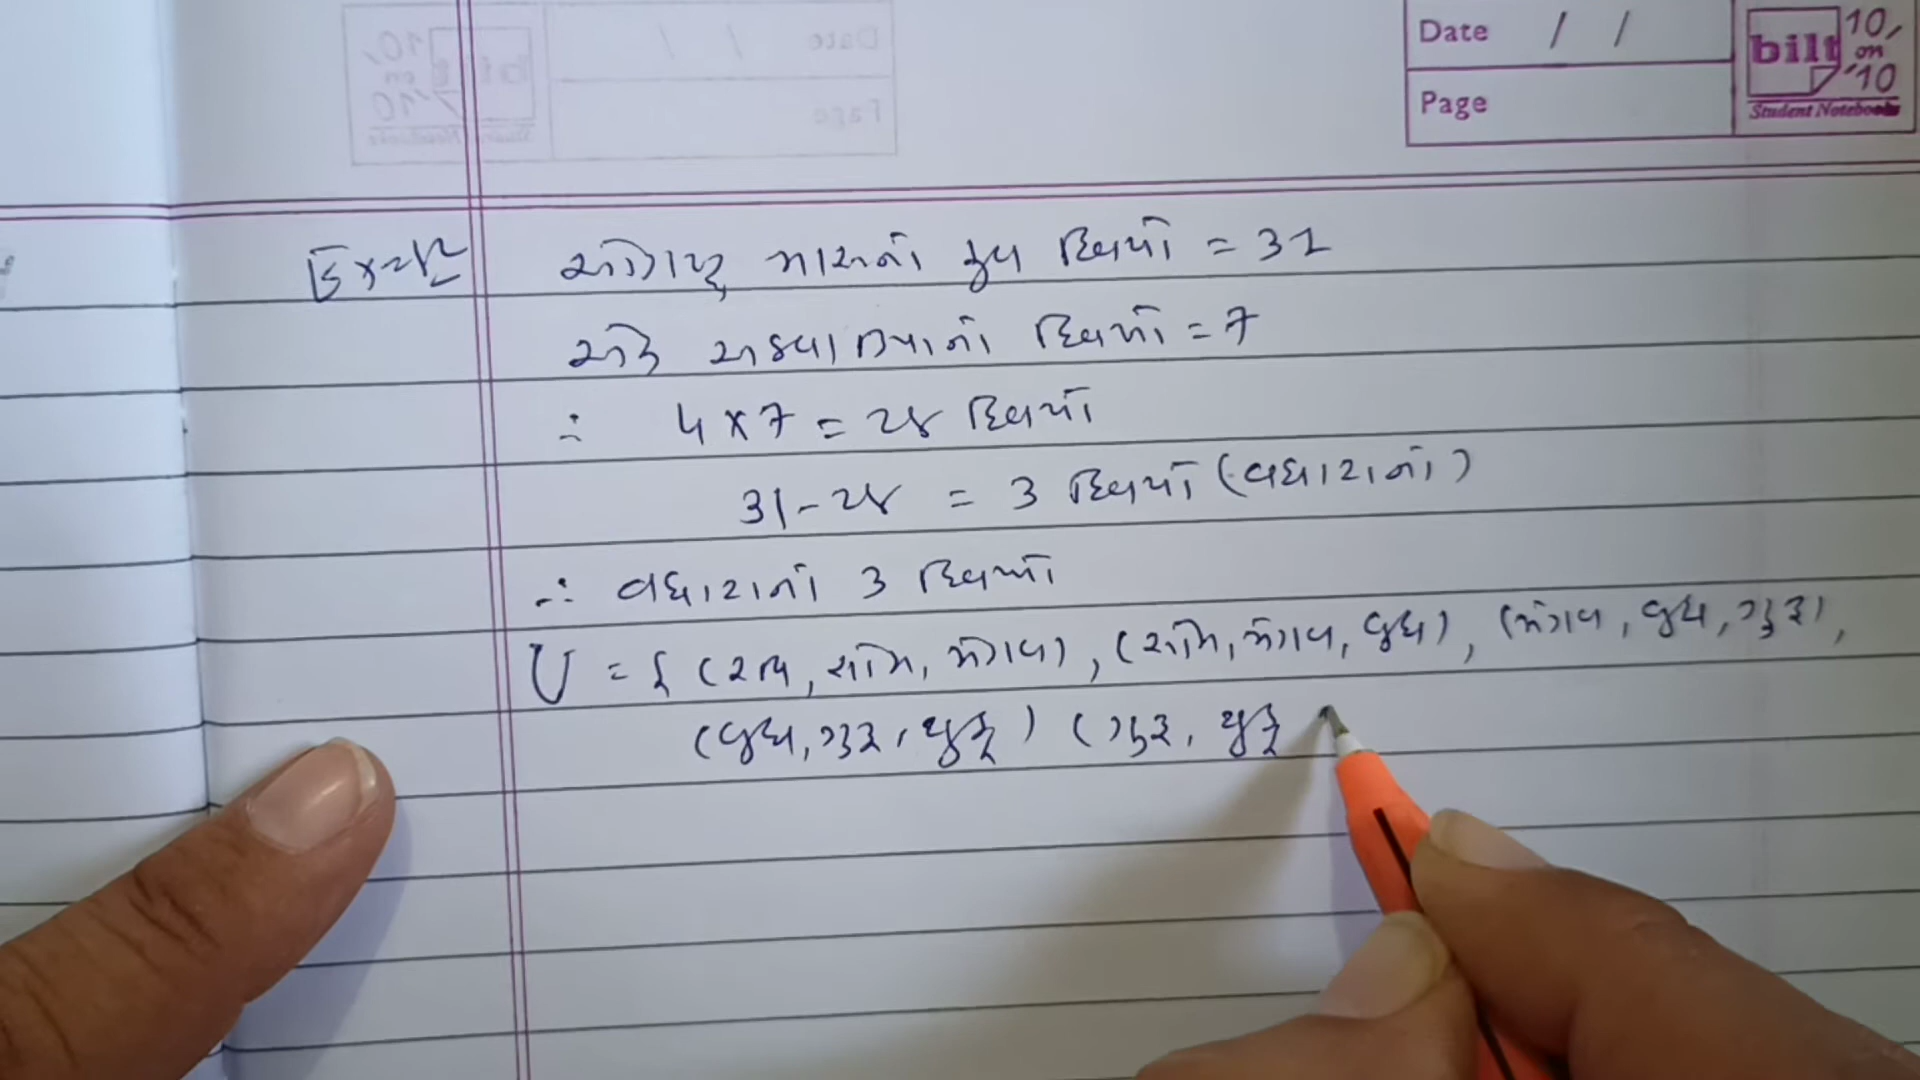 Date / /
Page
bilt 10 on 10
Student Notebooks
ઉકેલ ઓગષ્ટ માસનાં કુલ દિવસો = 31
એક અઠવાડિયાનાં દિવસો = 7
∴ 4 × 7 = 28 દિવસો
31 - 28 = 3 દિવસો (વધારાનાં)
∴ વધારાનાં 3 દિવસો
U = { (રવિ, સોમ, મંગળ), (સોમ, મંગળ, બુધ), (મંગળ, બુધ, ગુરૂ),
(બુધ, ગુરૂ, શુક્ર) (ગુરૂ, શુક્ર